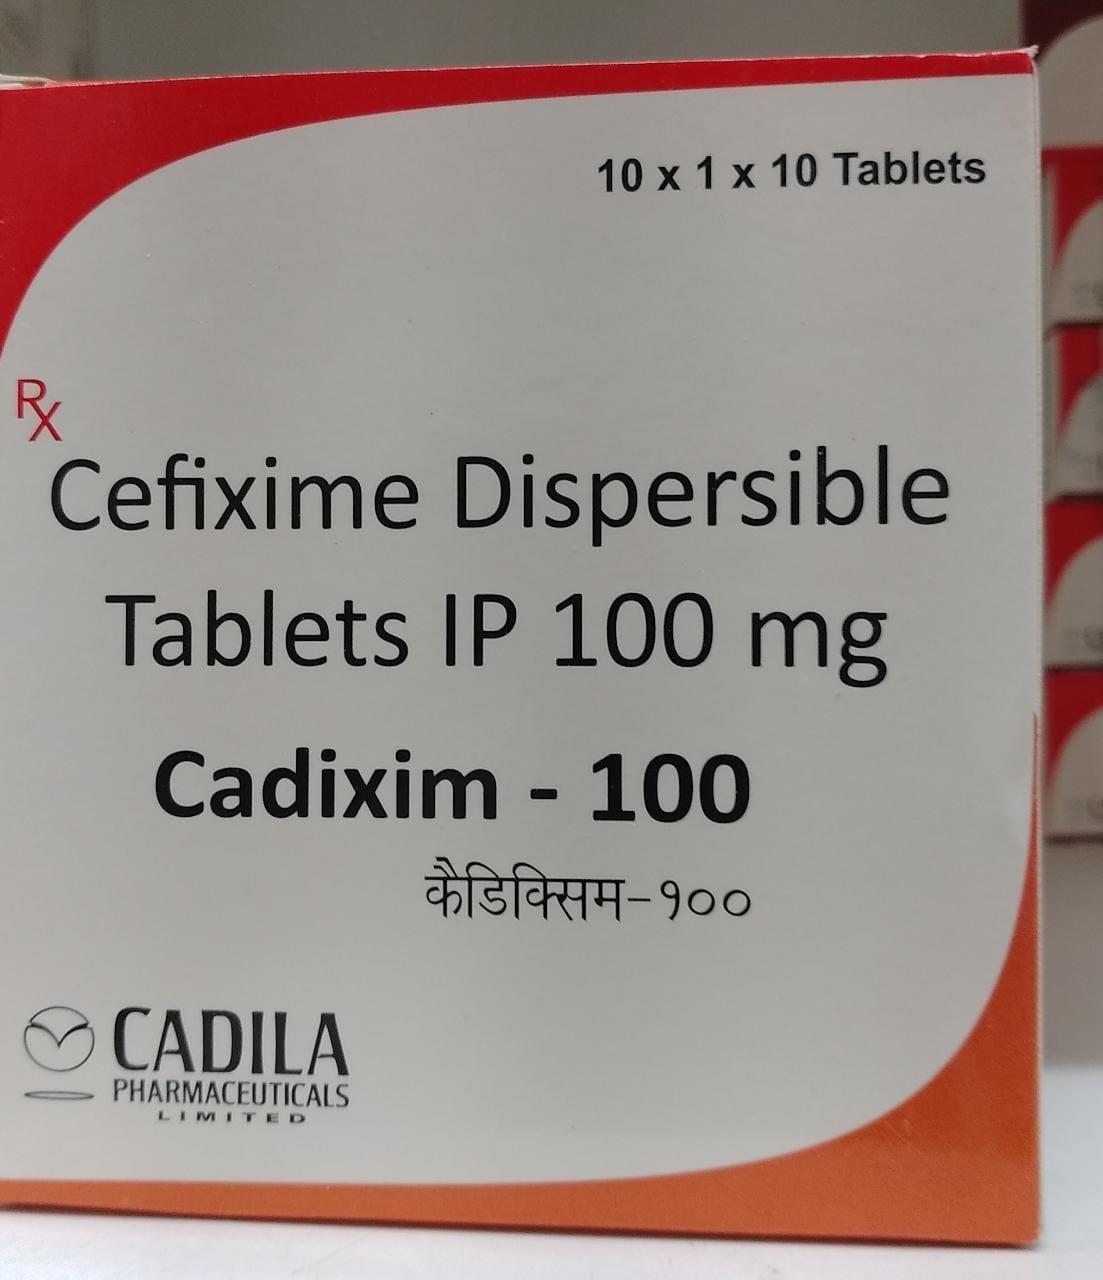 10 x 1 x 10 Tablets
Rx
Cefixime Dispersible
Tablets IP 100 mg
Cadixim - 100
कैडिक्सिम-१००
CADILA
PHARMACEUTICALS
LIMITED